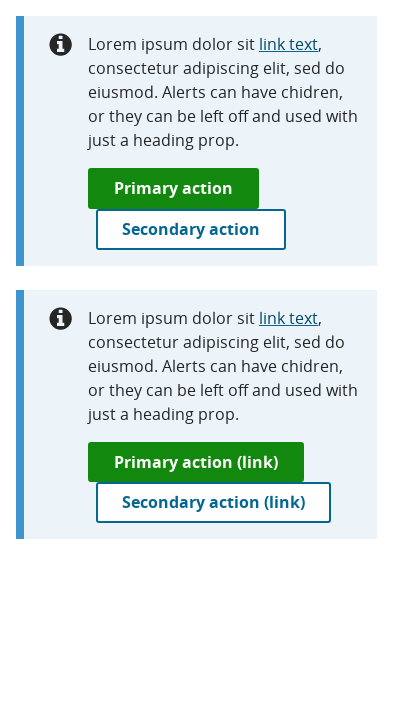 Lorem ipsum dolor sit link text,
consectetur adipiscing elit, sed do
eiusmod. Alerts can have chidren,
or they can be left off and used with
just a heading prop.
Primary action
Secondary action
Lorem ipsum dolor sit link text,
consectetur adipiscing elit, sed do
eiusmod. Alerts can have chidren,
or they can be left off and used with
just a heading prop.
Primary action (link)
Secondary action (link)